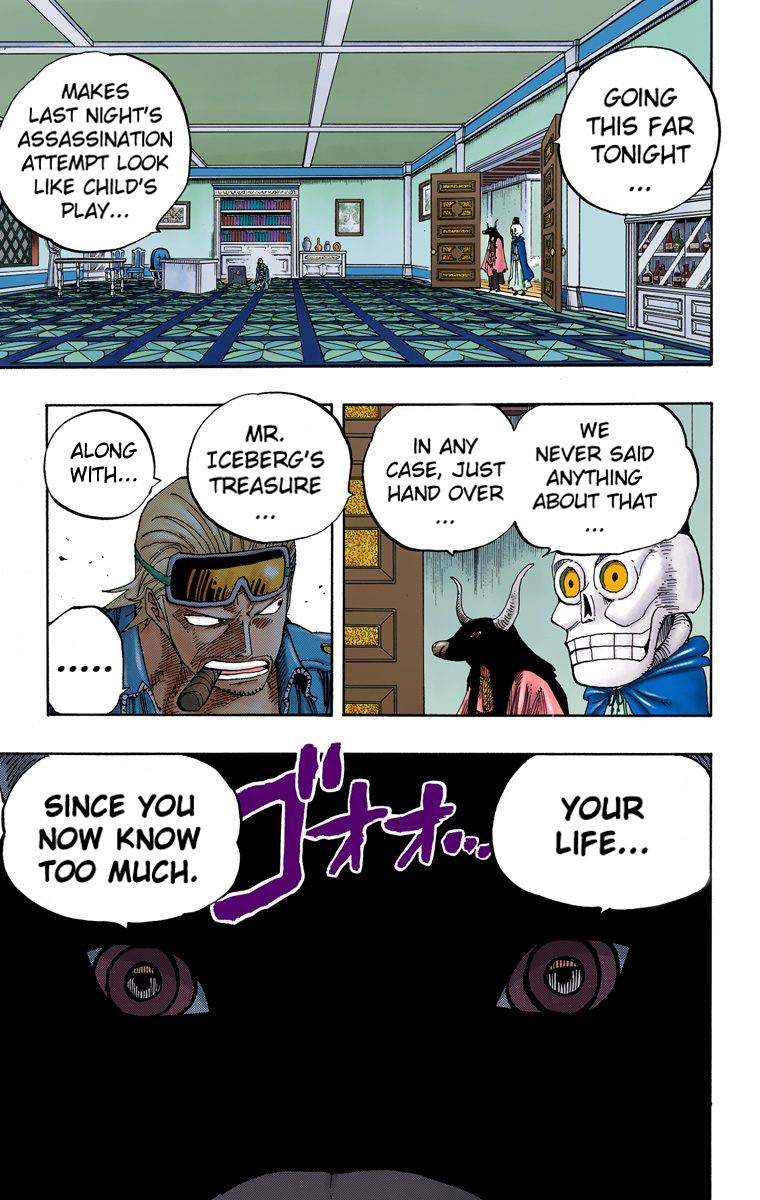 GOING
THIS FAR
TONIGHT
...
MAKES
LAST NIGHT'S
ASSASSINATION
ATTEMPT LOOK
LIKE CHILD'S
PLAY...
WE
NEVER SAID
ANYTHING
ABOUT THAT
...
IN ANY
CASE, JUST
HAND OVER
...
MR.
ICEBERG'S
TREASURE
...
ALONG
WITH...
.....
YOUR
LIFE...
ゴオオ...
SINCE YOU
NOW KNOW
TOO MUCH.